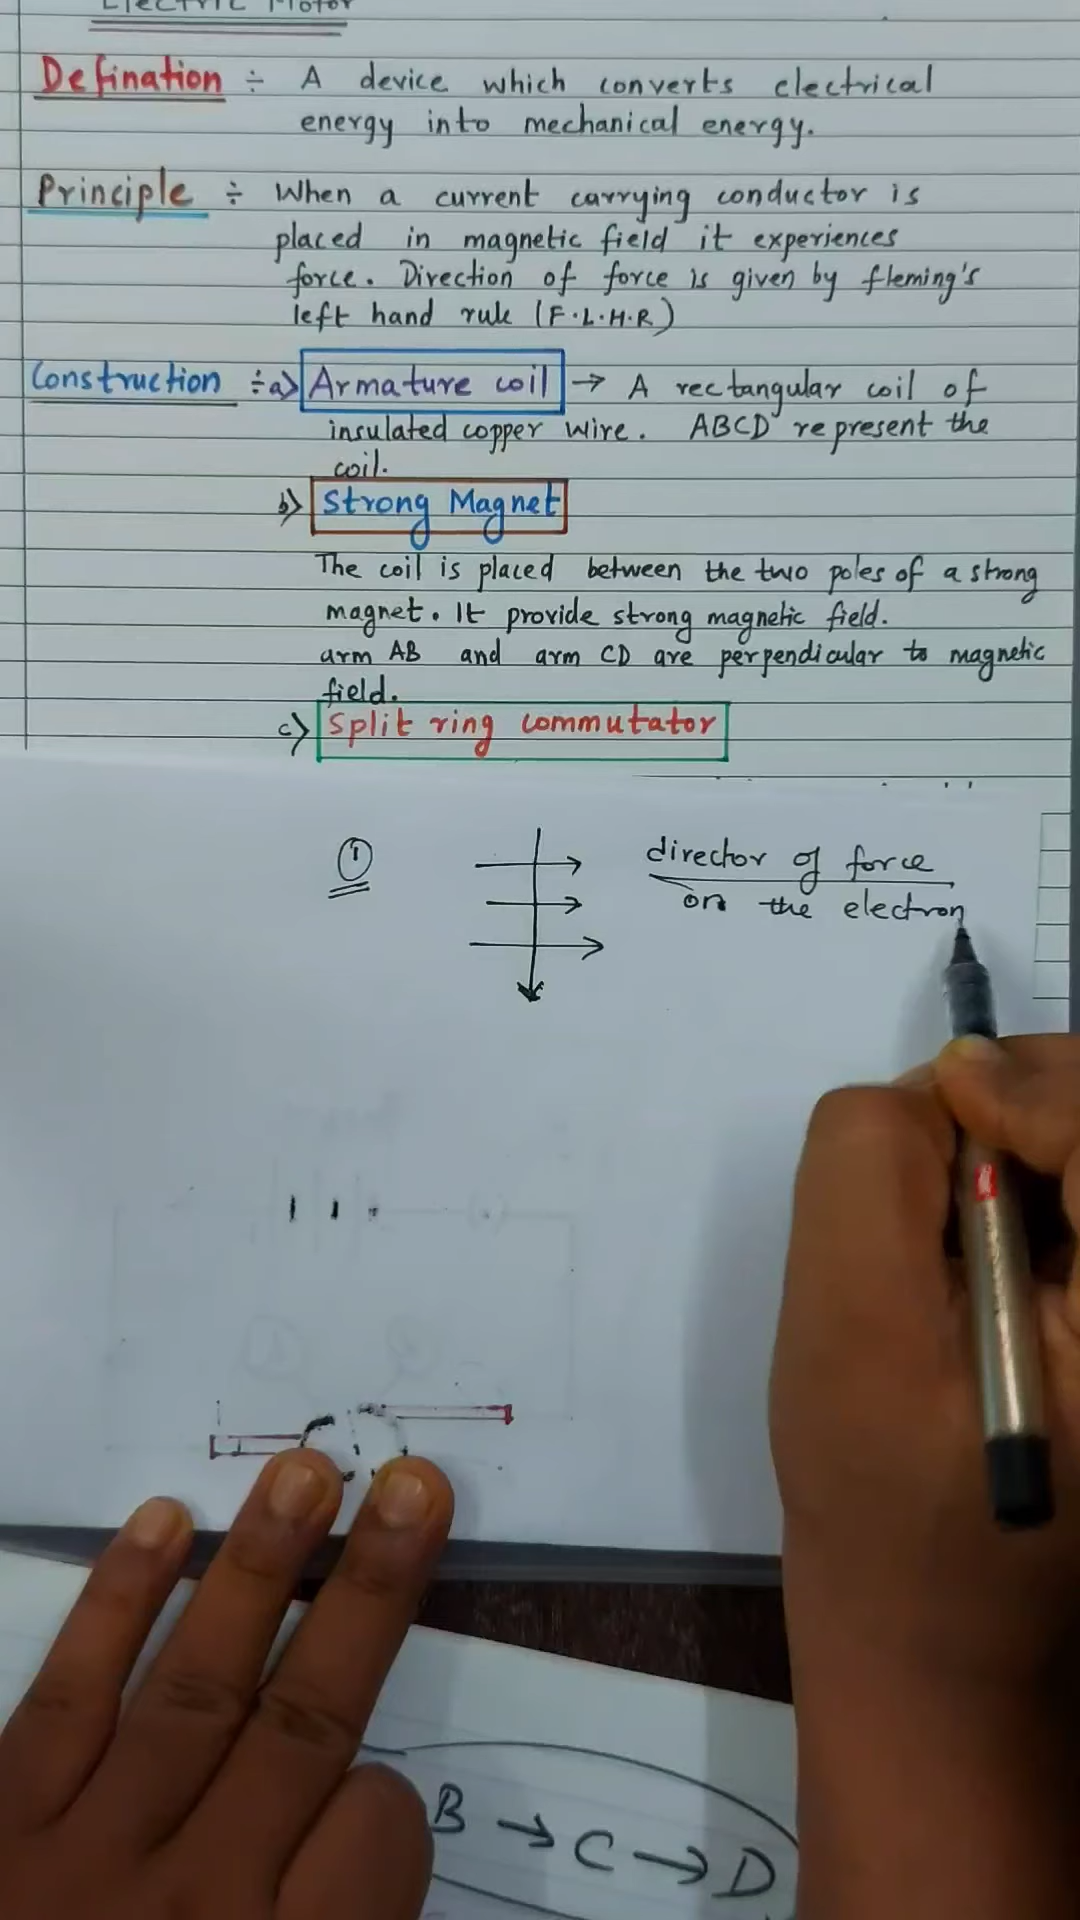 Electric Motor
Defination ÷ A device which converts electrical
energy into mechanical energy.
Principle ÷ When a current carrying conductor is
placed in magnetic field it experiences
force. Direction of force is given by fleming's
left hand rule (F.L.H.R)
Construction ÷ a) Armature coil → A rectangular coil of
insulated copper wire. ABCD represent the
coil.
b) Strong Magnet
The coil is placed between the two poles of a strong
magnet. It provide strong magnetic field.
arm AB and arm CD are perpendicular to magnetic
field.
c) Split ring commutator
1
director of force
on the electron
B → C → D